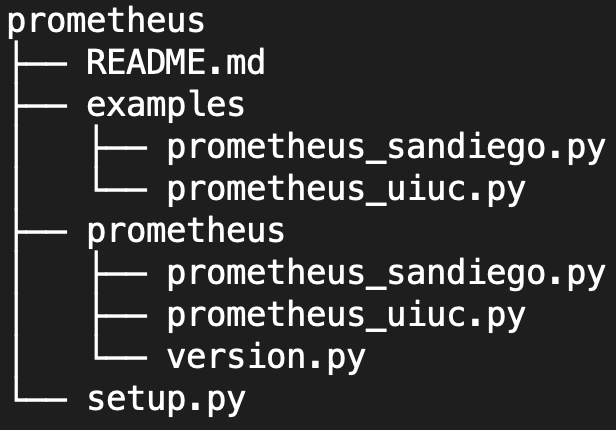 prometheus
├── README.md
├── examples
│   ├── prometheus_sandiego.py
│   └── prometheus_uiuc.py
├── prometheus
│   ├── prometheus_sandiego.py
│   ├── prometheus_uiuc.py
│   └── version.py
└── setup.py